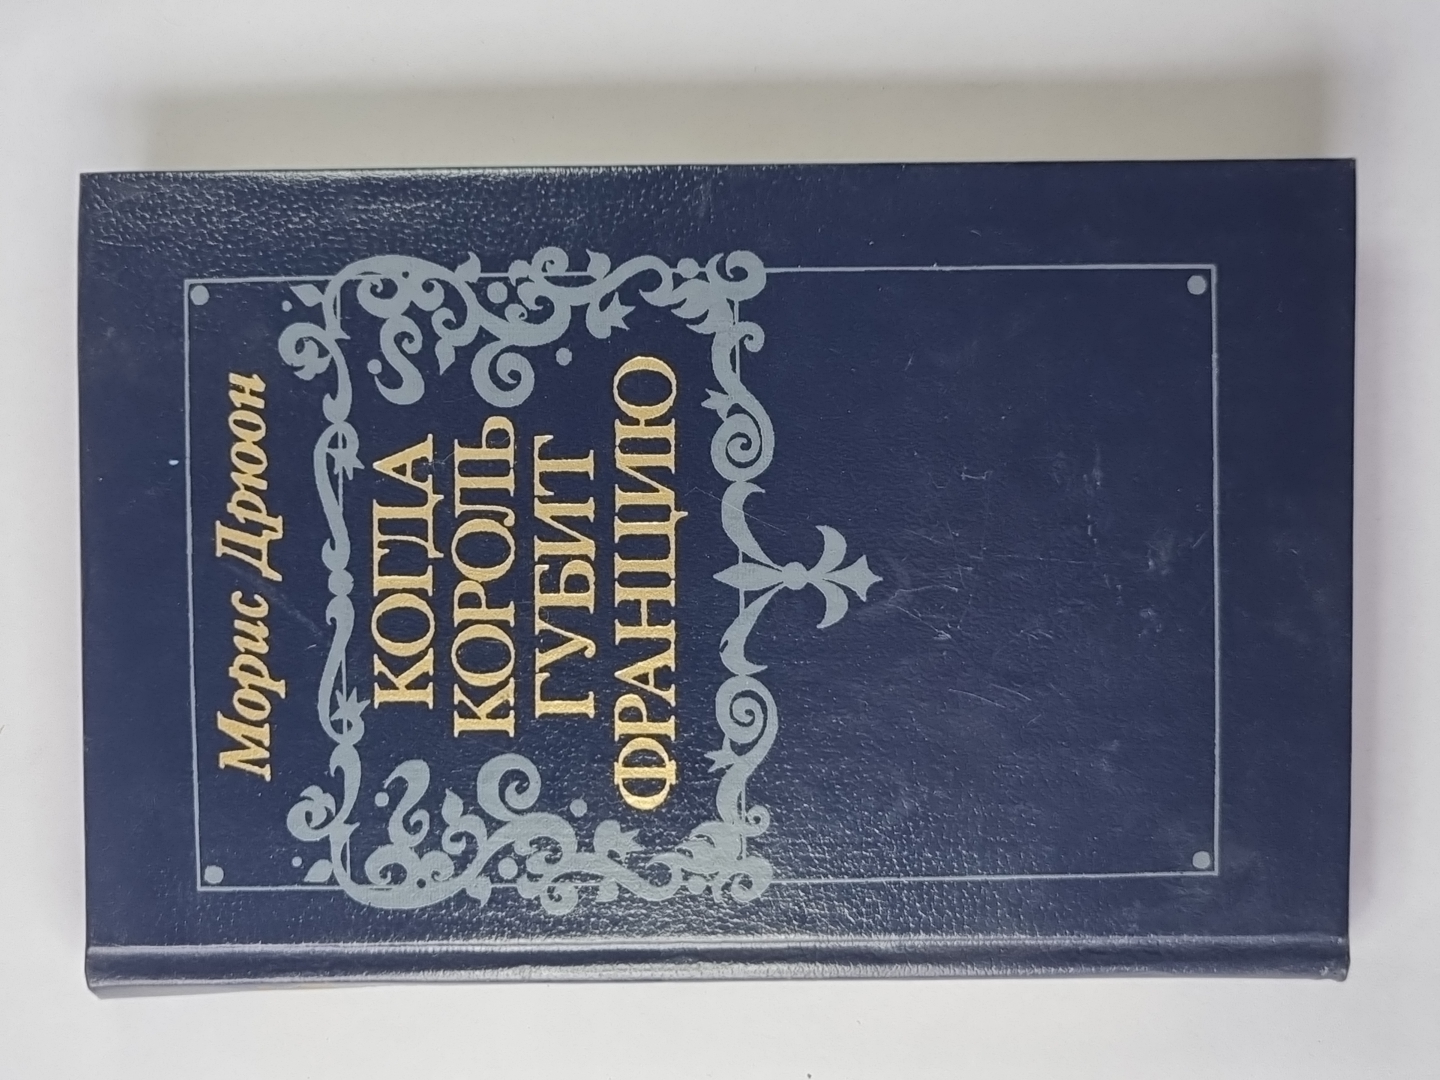 Морис Дрюон
КОГДА
КОРОЛЬ
ГУБИТ
ФРАНЦИЮ